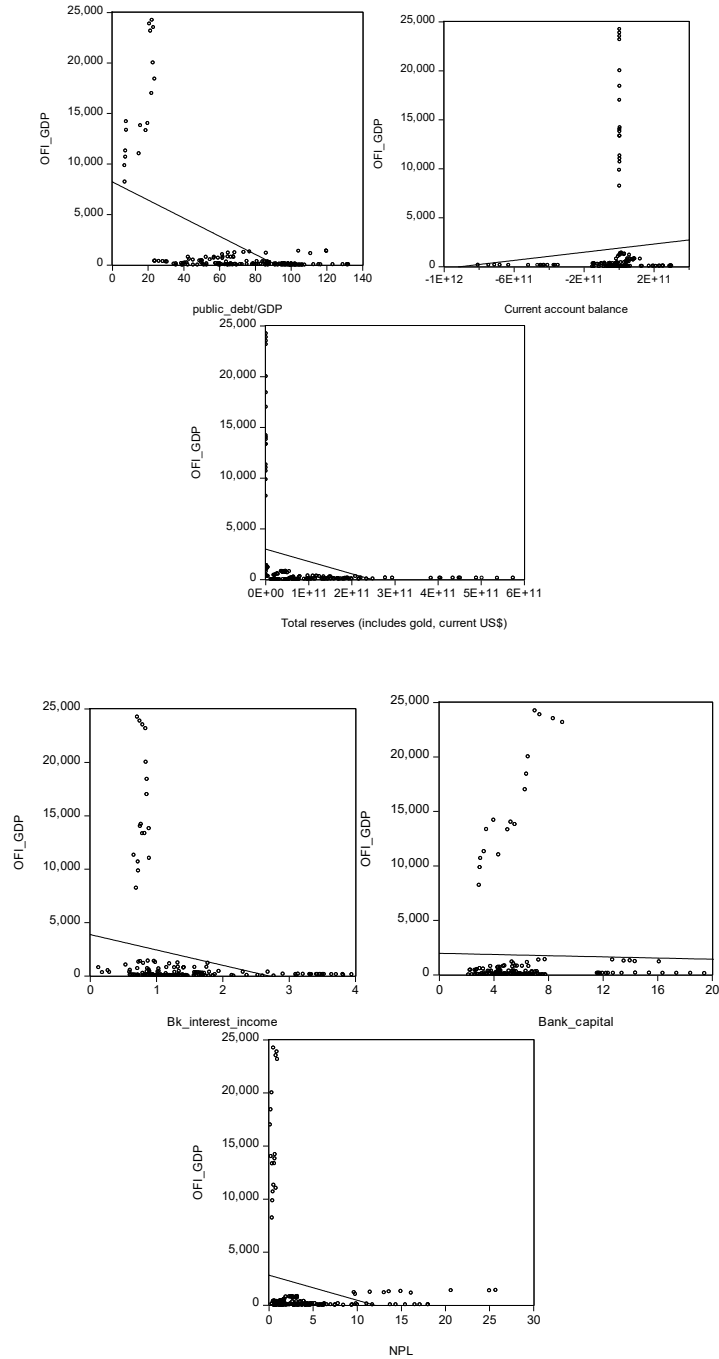 25,000
20,000
15,000
10,000
5,000
0
OFI_GDP
0 20 40 60 80 100 120 140
public_debt/GDP
25,000
20,000
15,000
10,000
5,000
0
OFI_GDP
-1E+12 -6E+11 -2E+11 2E+11
Current account balance
25,000
20,000
15,000
10,000
5,000
0
OFI_GDP
0E+00 1E+11 2E+11 3E+11 4E+11 5E+11 6E+11
Total reserves (includes gold, current US$)
25,000
20,000
15,000
10,000
5,000
0
OFI_GDP
0 1 2 3 4
Bk_interest_income
25,000
20,000
15,000
10,000
5,000
0
OFI_GDP
0 4 8 12 16 20
Bank_capital
25,000
20,000
15,000
10,000
5,000
0
OFI_GDP
0 5 10 15 20 25 30
NPL